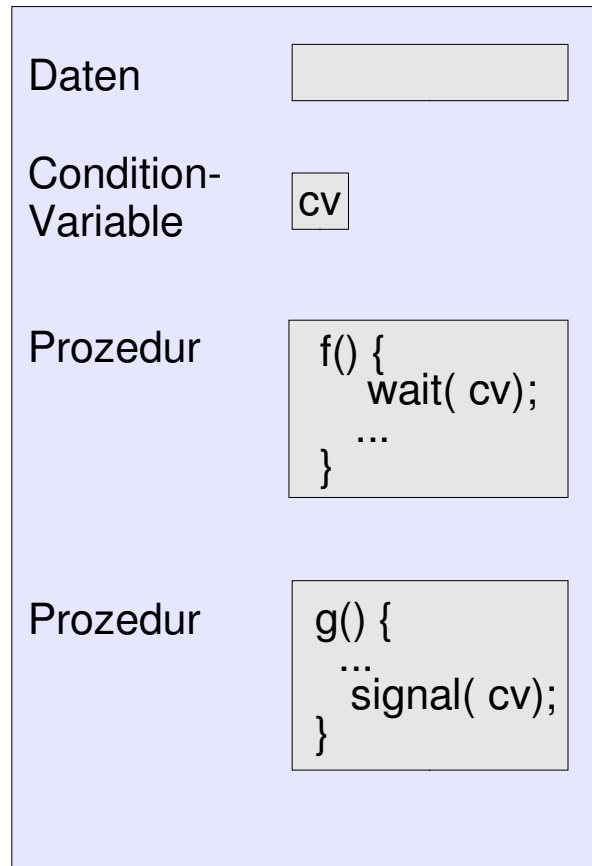 Daten
Condition-
Variable
cv
Prozedur
f() {
wait( cv);
...
}
Prozedur
g() {
...
signal( cv);
}